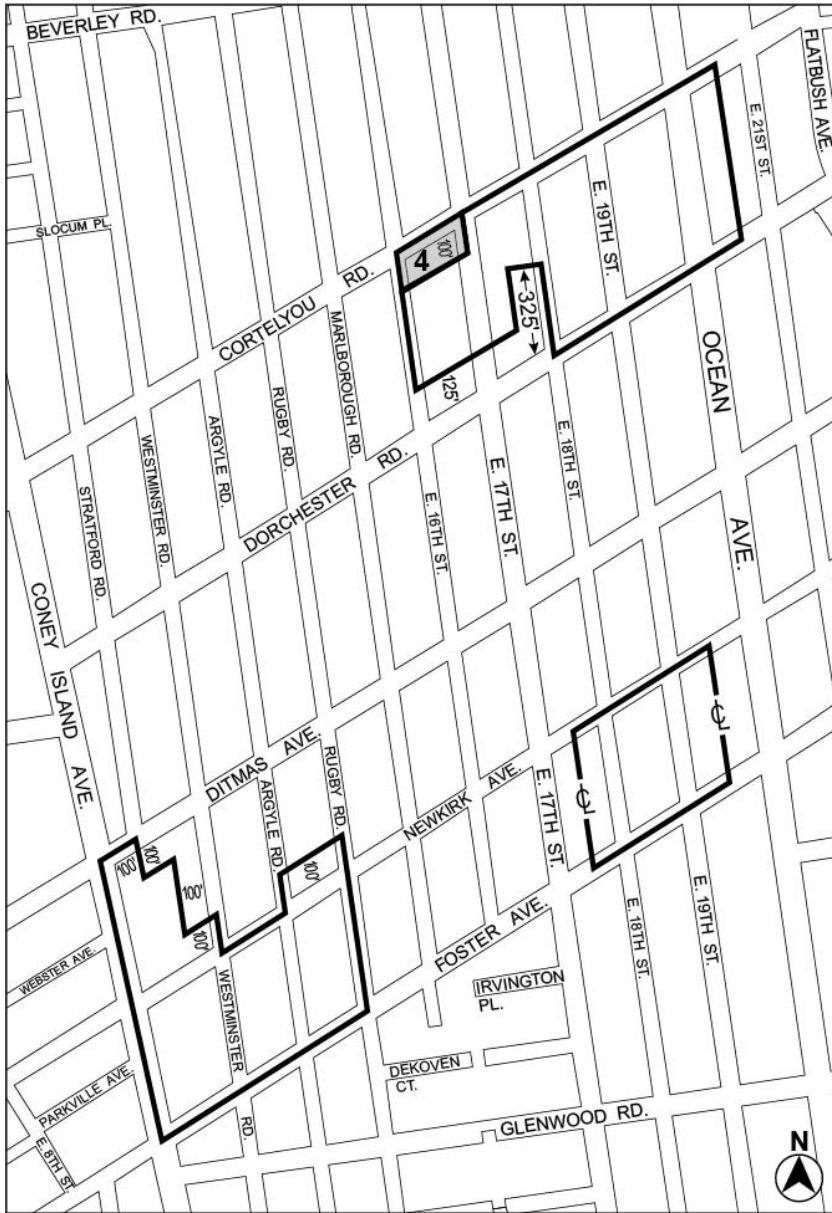 BEVERLEY RD.
FLATBUSH AVE.
E. 21ST ST.
E. 19TH ST.
SLOCUM PL.
100'
4
CORTELYOU RD.
325'
MARLBOROUGH RD.
OCEAN AVE.
125'
RUGBY RD.
ARGYLE RD.
WESTMINSTER RD.
STRATFORD RD.
DORCHESTER RD.
E. 18TH ST.
E. 17TH ST.
E. 16TH ST.
CONEY ISLAND AVE.
DITMAS AVE.
RUGBY RD.
ARGYLE RD.
NEWKIRK AVE.
E. 17TH ST.
100'
100'
100'
100'
100'
FOSTER AVE.
E. 18TH ST.
E. 19TH ST.
WEBSTER AVE.
WESTMINSTER RD.
IRVINGTON
PL.
DEKOVEN
CT.
PARKVILLE AVE.
E. 8TH ST.
GLENWOOD RD.
N